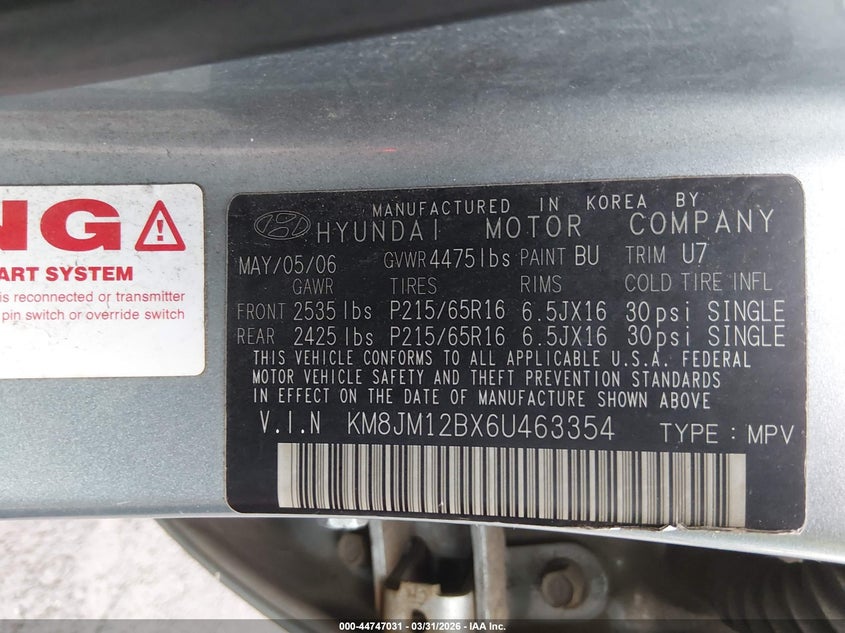 NG
ART SYSTEM
is reconnected or transmitter
pin switch or override switch
MANUFACTURED IN KOREA BY
HYUNDAI MOTOR COMPANY
MAY/05/06 GVWR 4475lbs PAINT BU TRIM U7
GAWR TIRES RIMS COLD TIRE INFL
FRONT 2535 lbs P215/65R16 6.5JX16 30psi SINGLE
REAR 2425 lbs P215/65R16 6.5JX16 30psi SINGLE
THIS VEHICLE CONFORMS TO ALL APPLICABLE U.S.A. FEDERAL
MOTOR VEHICLE SAFETY AND THEFT PREVENTION STANDARDS
IN EFFECT ON THE DATE OF MANUFACTURE SHOWN ABOVE
V.I.N KM8JM12BX6U463354 TYPE : MPV
000-44747031 - 03/31/2026 - IAA Inc.